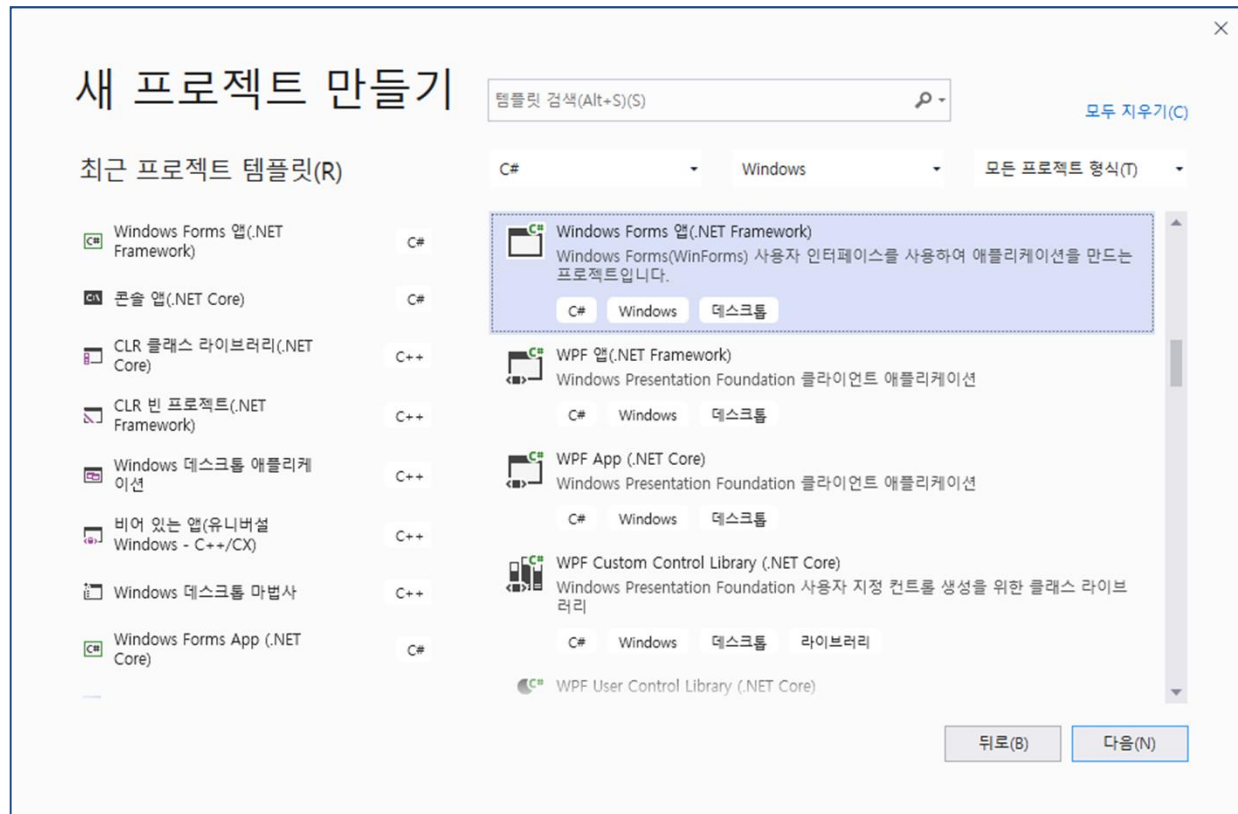 새 프로젝트 만들기
템플릿 검색(Alt+S)(S)
모두 지우기(C)
최근 프로젝트 템플릿(R)
C#
Windows
모든 프로젝트 형식(T)
Windows Forms 앱(.NET
Framework)
C#
콘솔 앱(.NET Core)
C#
CLR 클래스 라이브러리(.NET
Core)
C++
CLR 빈 프로젝트(.NET
Framework)
C++
Windows 데스크톱 애플리케
이션
C++
비어 있는 앱(유니버설
Windows - C++/CX)
C++
Windows 데스크톱 마법사
C++
Windows Forms App (.NET
Core)
C#
Windows Forms 앱(.NET Framework)
Windows Forms(WinForms) 사용자 인터페이스를 사용하여 애플리케이션을 만드는
프로젝트입니다.
C# Windows 데스크톱
WPF 앱(.NET Framework)
Windows Presentation Foundation 클라이언트 애플리케이션
C# Windows 데스크톱
WPF App (.NET Core)
Windows Presentation Foundation 클라이언트 애플리케이션
C# Windows 데스크톱
WPF Custom Control Library (.NET Core)
Windows Presentation Foundation 사용자 지정 컨트롤 생성을 위한 클래스 라이브
러리
C# Windows 데스크톱 라이브러리
WPF User Control Library (.NET Core)
뒤로(B)
다음(N)